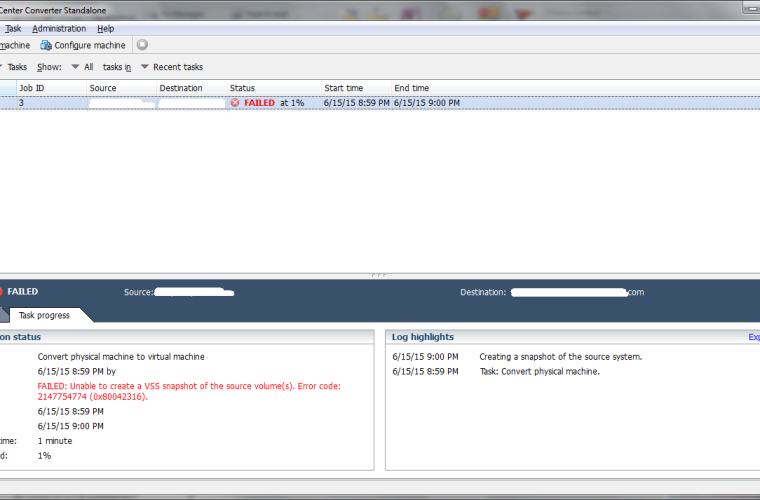 Center Converter Standalone
Task Administration Help
machine Configure machine
Tasks Show: All tasks in Recent tasks
Job ID Source Destination Status Start time End time
3 FAILED at 1% 6/15/15 8:59 PM 6/15/15 9:00 PM
FAILED Source: Destination: com
Task progress
on status
Convert physical machine to virtual machine
6/15/15 8:59 PM by
FAILED: Unable to create a VSS snapshot of the source volume(s). Error code:
2147754774 (0x80042316).
6/15/15 8:59 PM
6/15/15 9:00 PM
time: 1 minute
d: 1%
Log highlights Exp
6/15/15 9:00 PM Creating a snapshot of the source system.
6/15/15 8:59 PM Task: Convert physical machine.